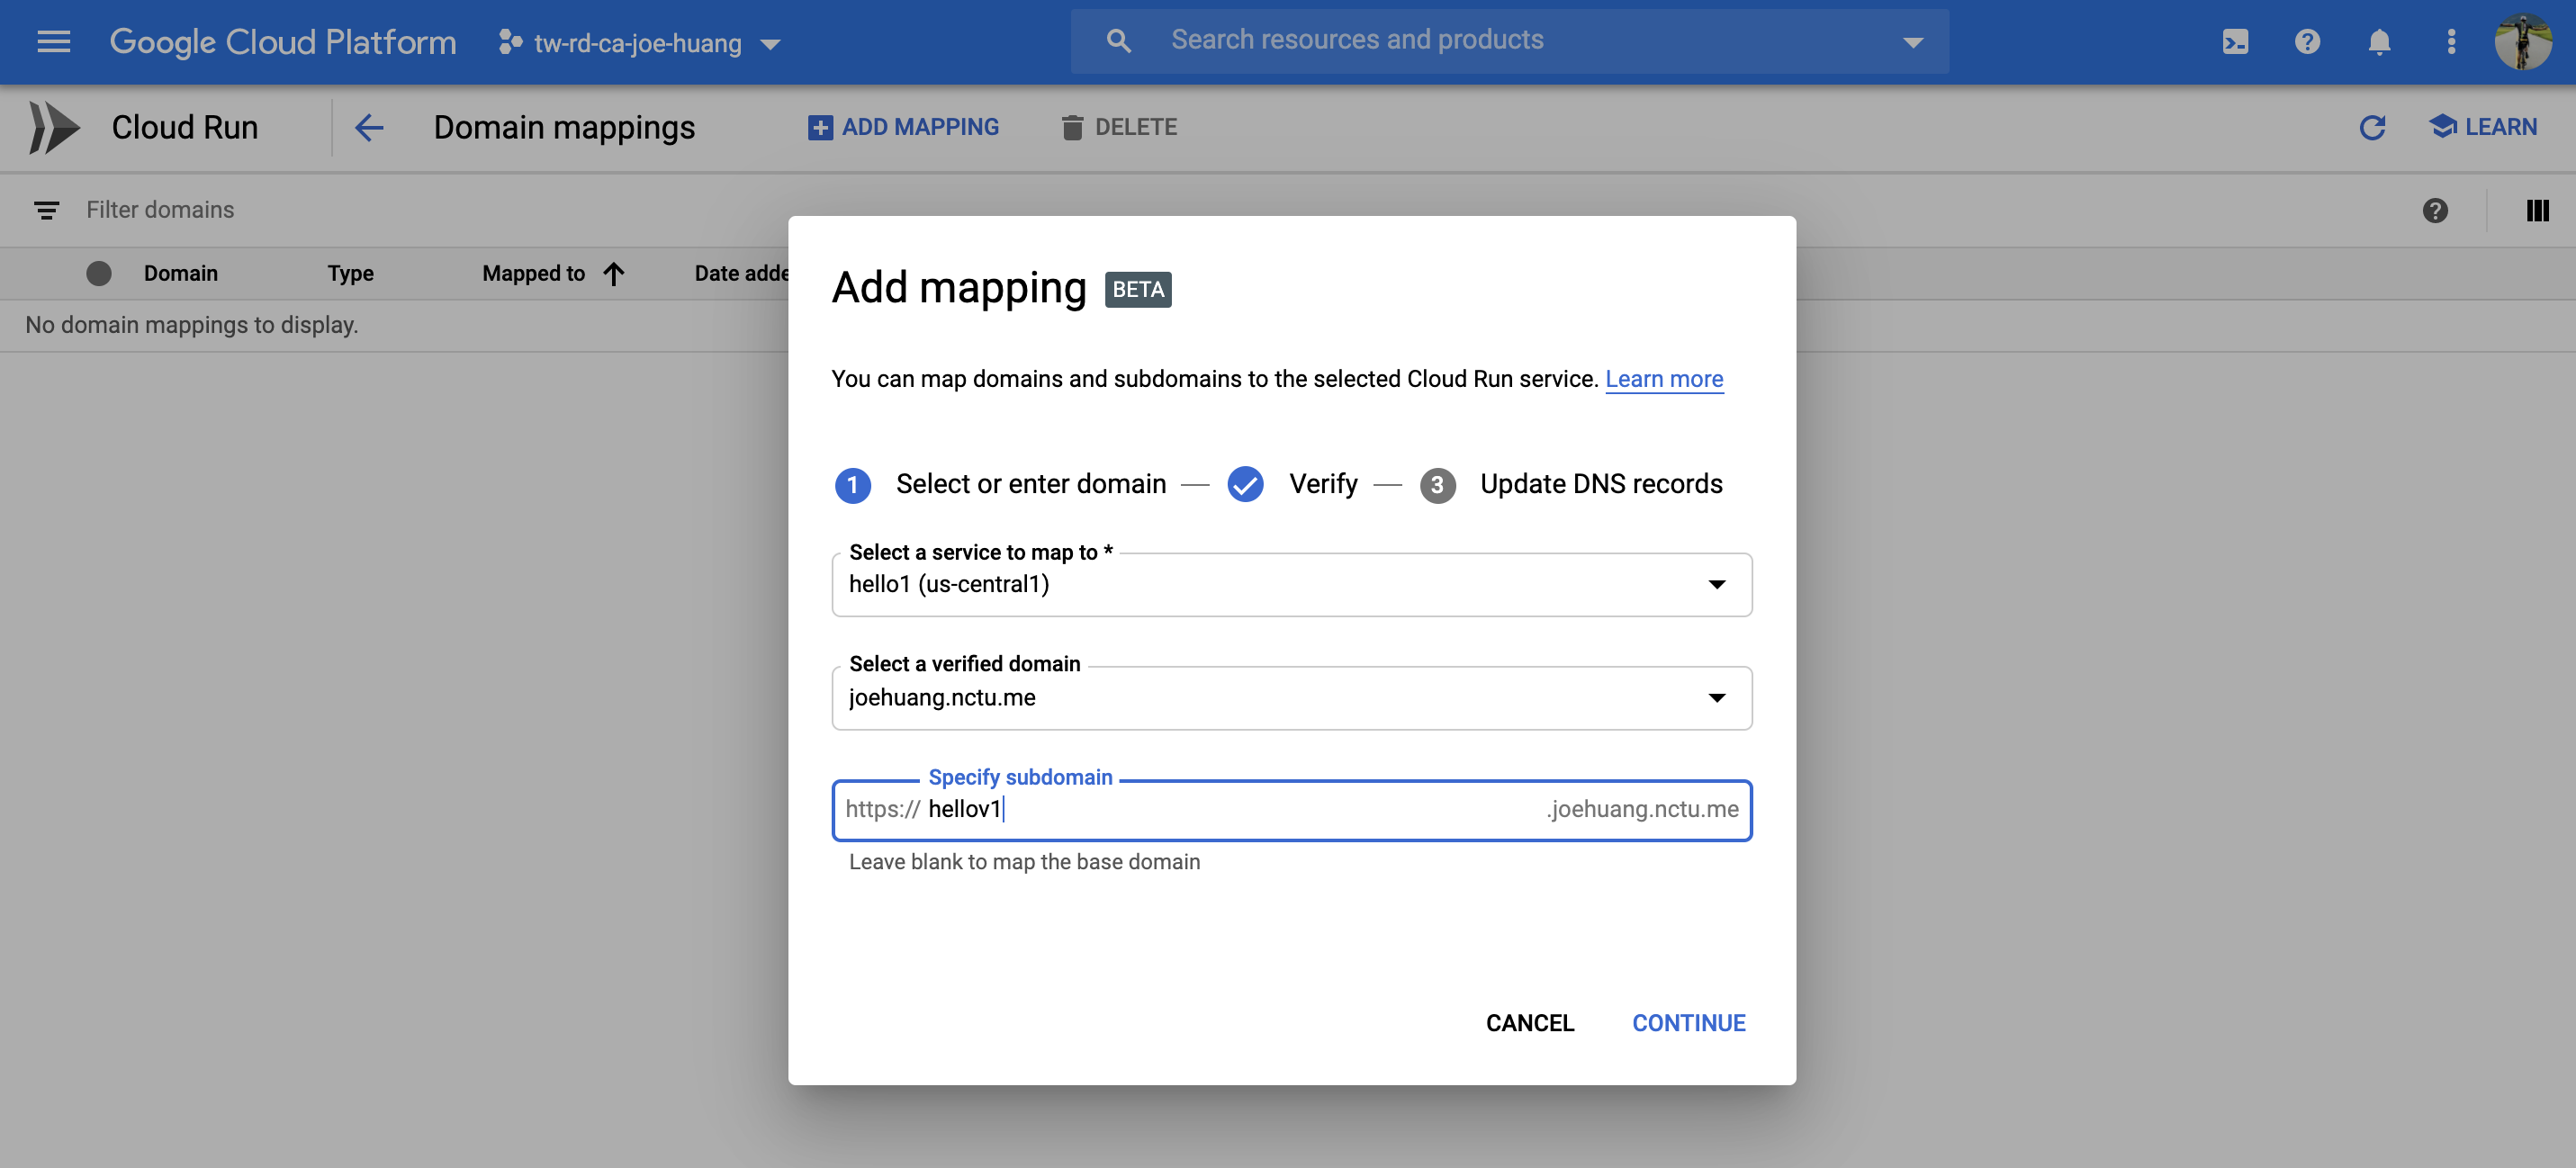 Google Cloud Platform tw-rd-ca-joe-huang Search resources and products
Cloud Run Domain mappings ADD MAPPING DELETE LEARN
Filter domains
Domain Type Mapped to Date adde
No domain mappings to display.
Add mapping BETA
You can map domains and subdomains to the selected Cloud Run service. Learn more
1 Select or enter domain Verify 3 Update DNS records
Select a service to map to *
hello1 (us-central1)
Select a verified domain
joehuang.nctu.me
Specify subdomain
https:// hellov1 .joehuang.nctu.me
Leave blank to map the base domain
CANCEL CONTINUE